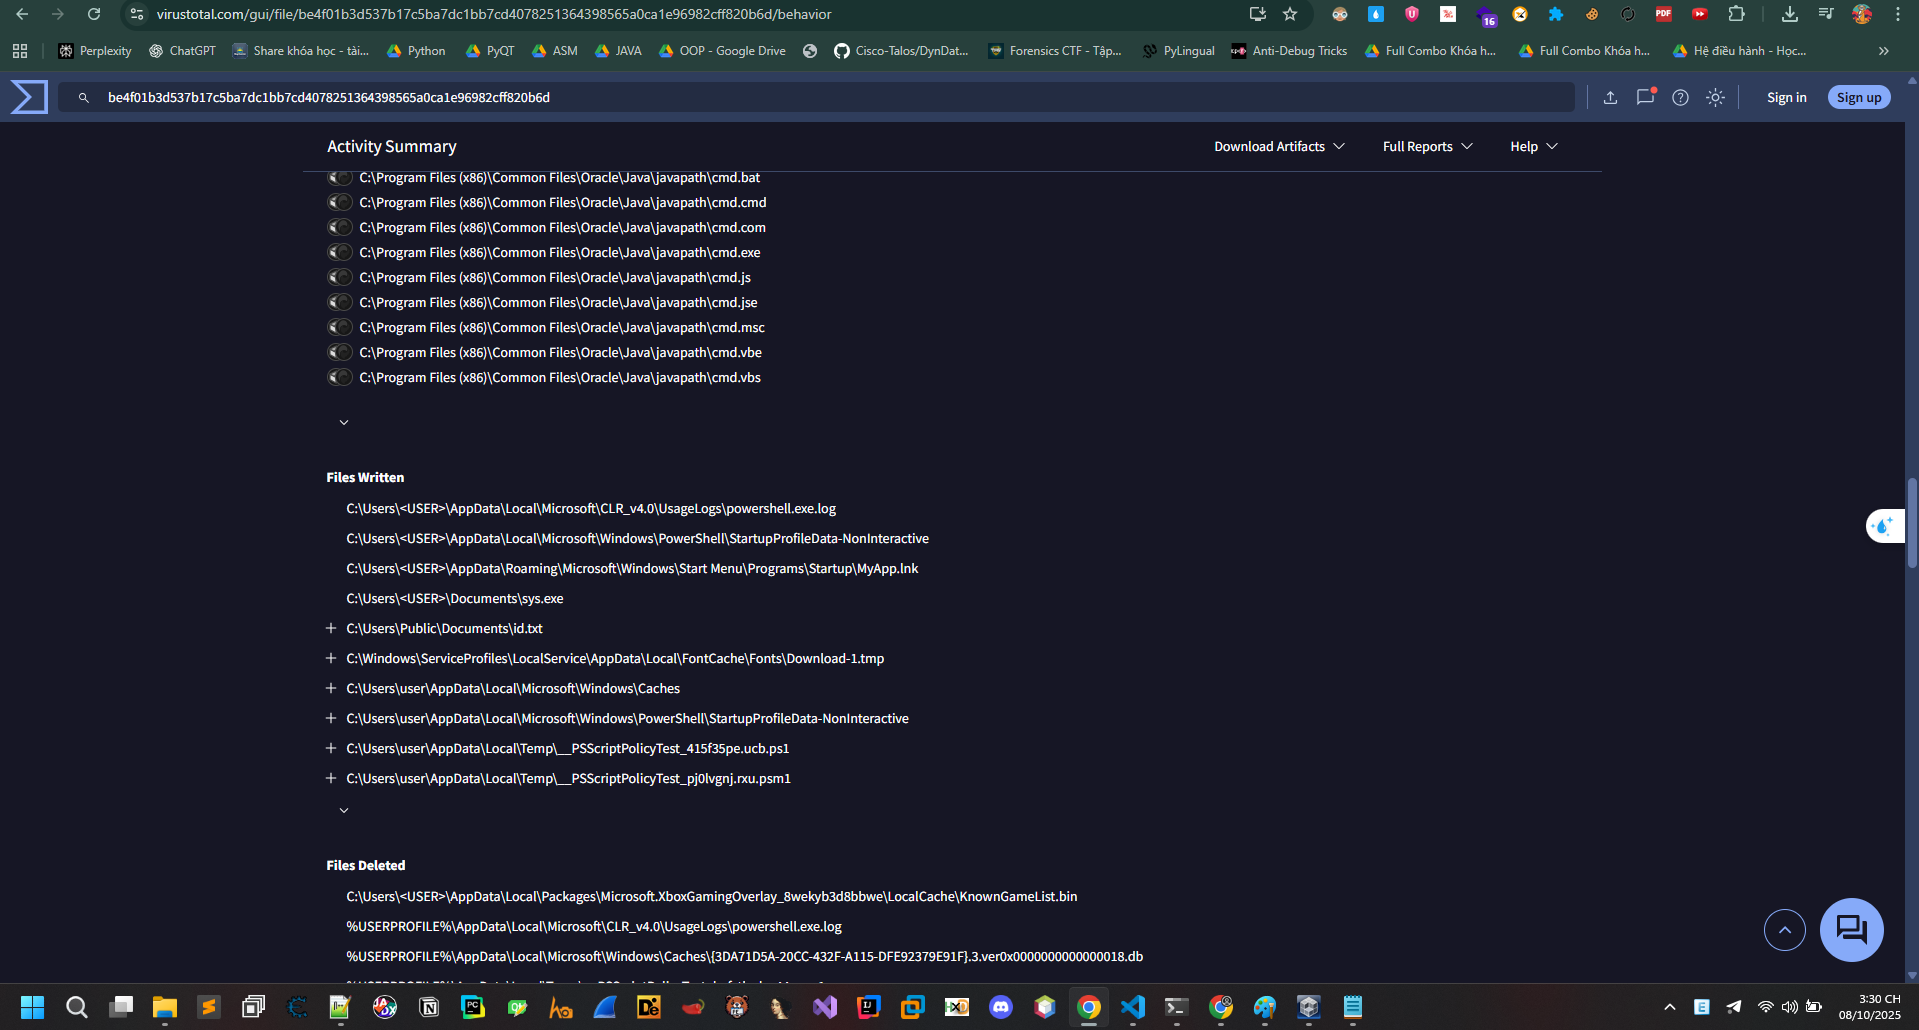 virustotal.com/gui/file/be4f01b3d537b17c5ba7dc1bb7cd4078251364398565a0ca1e96982cff820b6d/behavior
16
PDF
Perplexity
ChatGPT
Share khóa học - tài...
Python
PyQT
ASM
JAVA
OOP - Google Drive
Cisco-Talos/DynDat...
Forensics CTF - Tập...
PyLingual
Anti-Debug Tricks
Full Combo Khóa h...
Full Combo Khóa h...
Hệ điều hành - Học...
be4f01b3d537b17c5ba7dc1bb7cd4078251364398565a0ca1e96982cff820b6d
Sign in
Sign up
Activity Summary
Download Artifacts
Full Reports
Help
C:\Program Files (x86)\Common Files\Oracle\Java\javapath\cmd.bat
C:\Program Files (x86)\Common Files\Oracle\Java\javapath\cmd.cmd
C:\Program Files (x86)\Common Files\Oracle\Java\javapath\cmd.com
C:\Program Files (x86)\Common Files\Oracle\Java\javapath\cmd.exe
C:\Program Files (x86)\Common Files\Oracle\Java\javapath\cmd.js
C:\Program Files (x86)\Common Files\Oracle\Java\javapath\cmd.jse
C:\Program Files (x86)\Common Files\Oracle\Java\javapath\cmd.msc
C:\Program Files (x86)\Common Files\Oracle\Java\javapath\cmd.vbe
C:\Program Files (x86)\Common Files\Oracle\Java\javapath\cmd.vbs
Files Written
C:\Users\<USER>\AppData\Local\Microsoft\CLR_v4.0\UsageLogs\powershell.exe.log
C:\Users\<USER>\AppData\Local\Microsoft\Windows\PowerShell\StartupProfileData-NonInteractive
C:\Users\<USER>\AppData\Roaming\Microsoft\Windows\Start Menu\Programs\Startup\MyApp.lnk
C:\Users\<USER>\Documents\sys.exe
C:\Users\Public\Documents\id.txt
C:\Windows\ServiceProfiles\LocalService\AppData\Local\FontCache\Fonts\Download-1.tmp
C:\Users\user\AppData\Local\Microsoft\Windows\Caches
C:\Users\user\AppData\Local\Microsoft\Windows\PowerShell\StartupProfileData-NonInteractive
C:\Users\user\AppData\Local\Temp\__PSScriptPolicyTest_415f35pe.ucb.ps1
C:\Users\user\AppData\Local\Temp\__PSScriptPolicyTest_pj0lvgnj.rxu.psm1
Files Deleted
C:\Users\<USER>\AppData\Local\Packages\Microsoft.XboxGamingOverlay_8wekyb3d8bbwe\LocalCache\KnownGameList.bin
%USERPROFILE%\AppData\Local\Microsoft\CLR_v4.0\UsageLogs\powershell.exe.log
%USERPROFILE%\AppData\Local\Microsoft\Windows\Caches\{3DA71D5A-20CC-432F-A115-DFE92379E91F}.3.ver0x0000000000000018.db
3:30 CH
08/10/2025